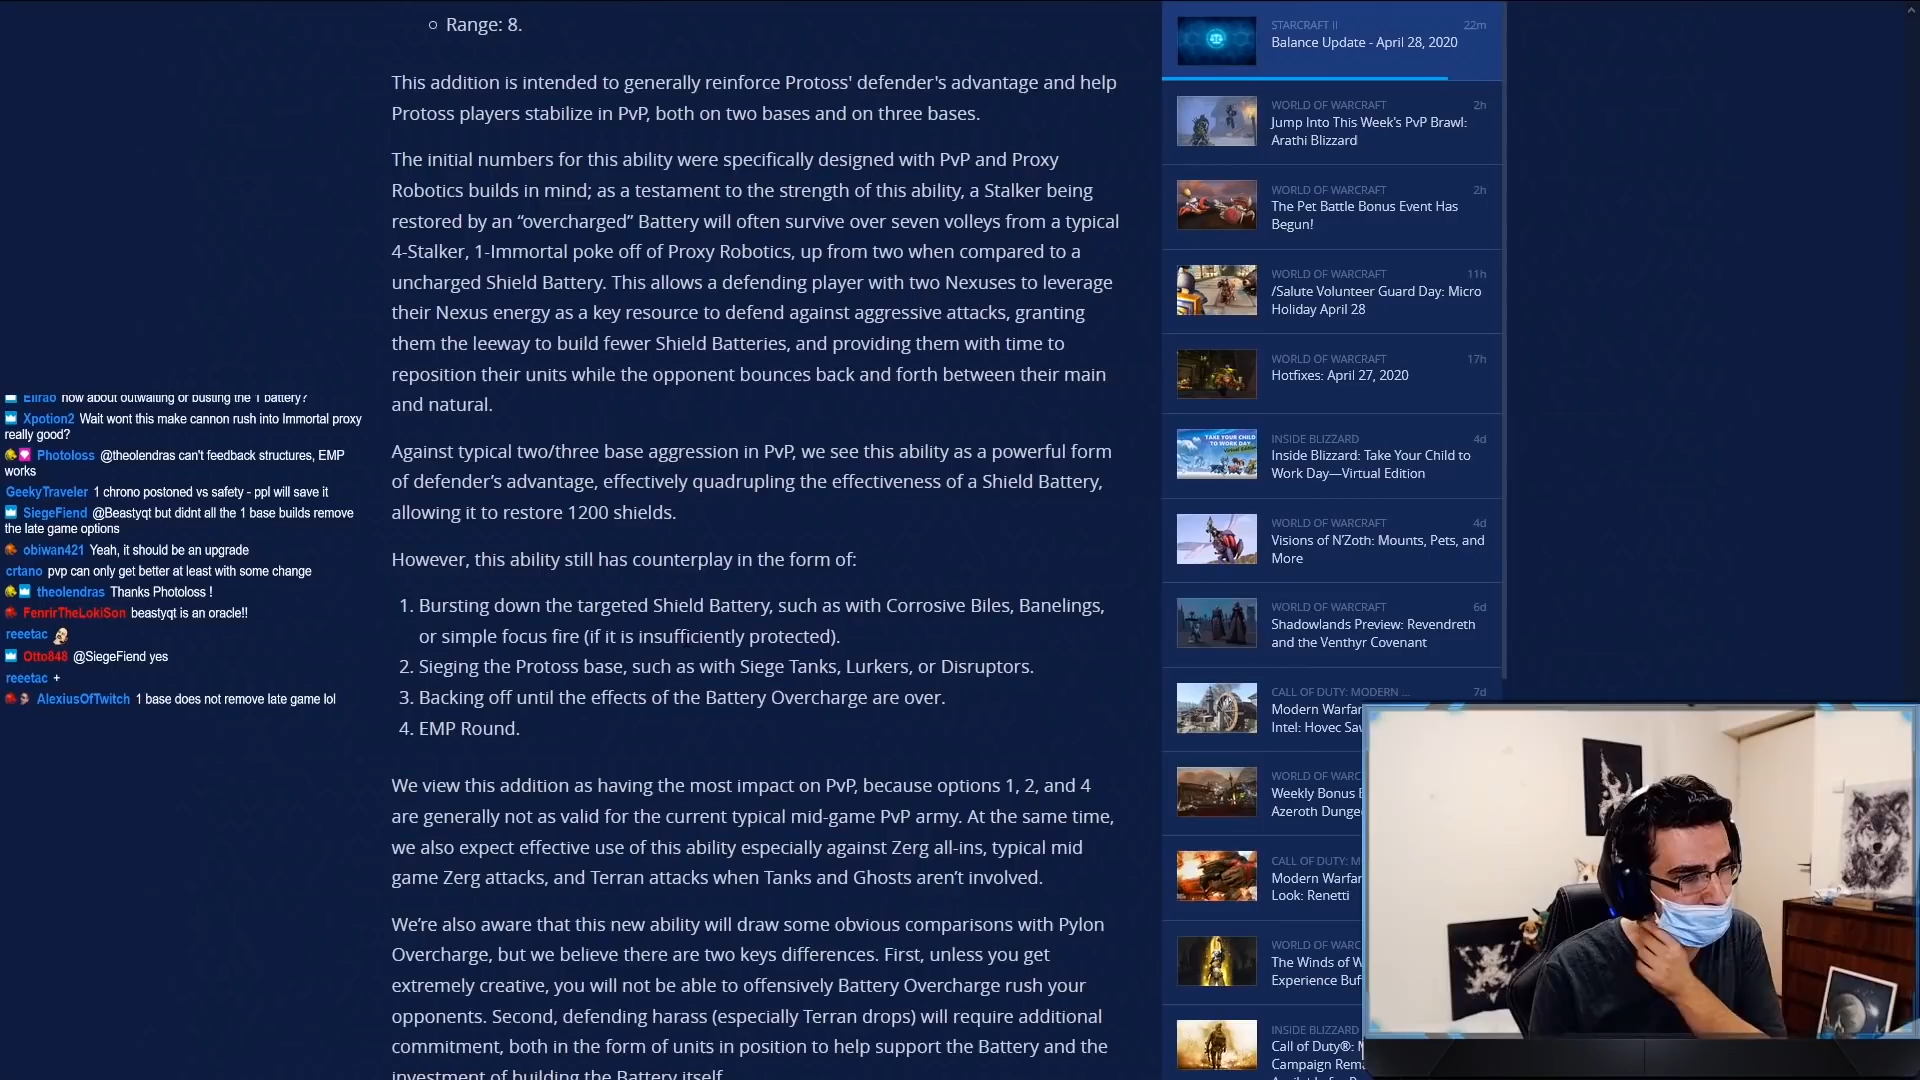 Range: 8.
This addition is intended to generally reinforce Protoss' defender's advantage and help
Protoss players stabilize in PvP, both on two bases and on three bases.
The initial numbers for this ability were specifically designed with PvP and Proxy
Robotics builds in mind; as a testament to the strength of this ability, a Stalker being
restored by an “overcharged” Battery will often survive over seven volleys from a typical
4-Stalker, 1-Immortal poke off of Proxy Robotics, up from two when compared to a
uncharged Shield Battery. This allows a defending player with two Nexuses to leverage
their Nexus energy as a key resource to defend against aggressive attacks, granting
them the leeway to build fewer Shield Batteries, and providing them with time to
reposition their units while the opponent bounces back and forth between their main
and natural.
Against typical two/three base aggression in PvP, we see this ability as a powerful form
of defender’s advantage, effectively quadrupling the effectiveness of a Shield Battery,
allowing it to restore 1200 shields.
However, this ability still has counterplay in the form of:
1. Bursting down the targeted Shield Battery, such as with Corrosive Biles, Banelings,
or simple focus fire (if it is insufficiently protected).
2. Sieging the Protoss base, such as with Siege Tanks, Lurkers, or Disruptors.
3. Backing off until the effects of the Battery Overcharge are over.
4. EMP Round.
We view this addition as having the most impact on PvP, because options 1, 2, and 4
are generally not as valid for the current typical mid-game PvP army. At the same time,
we also expect effective use of this ability especially against Zerg all-ins, typical mid
game Zerg attacks, and Terran attacks when Tanks and Ghosts aren’t involved.
We’re also aware that this new ability will draw some obvious comparisons with Pylon
Overcharge, but we believe there are two keys differences. First, unless you get
extremely creative, you will not be able to offensively Battery Overcharge rush your
opponents. Second, defending harass (especially Terran drops) will require additional
commitment, both in the form of units in position to help support the Battery and the
investment of building the Battery itself.
Elirao how about outwaiting or busting the 1 battery?
Xpotion2 Wait wont this make cannon rush into Immortal proxy
really good?
Photoloss @theolendras can't feedback structures, EMP
works
GeekyTraveler 1 chrono postoned vs safety - ppl will save it
SiegeFiend @Beastyqt but didnt all the 1 base builds remove
the late game options
obiwan421 Yeah, it should be an upgrade
crtano pvp can only get better at least with some change
theolendras Thanks Photoloss !
FenrirTheLokiSon beastyqt is an oracle!!
reeetac
Otto848 @SiegeFiend yes
reeetac +
AlexiusOfTwitch 1 base does not remove late game lol
STARCRAFT II 22m
Balance Update - April 28, 2020
WORLD OF WARCRAFT 2h
Jump Into This Week's PvP Brawl:
Arathi Blizzard
WORLD OF WARCRAFT 2h
The Pet Battle Bonus Event Has
Begun!
WORLD OF WARCRAFT 11h
/Salute Volunteer Guard Day: Micro
Holiday April 28
WORLD OF WARCRAFT 17h
Hotfixes: April 27, 2020
TAKE YOUR CHILD
TO WORK DAY
INSIDE BLIZZARD 4d
Inside Blizzard: Take Your Child to
Work Day—Virtual Edition
WORLD OF WARCRAFT 4d
Visions of N’Zoth: Mounts, Pets, and
More
WORLD OF WARCRAFT 6d
Shadowlands Preview: Revendreth
and the Venthyr Covenant
CALL OF DUTY: MODERN ... 7d
Modern Warfar
Intel: Hovec Sa
WORLD OF WARC
Weekly Bonus E
Azeroth Dunge
CALL OF DUTY: M
Modern Warfar
Look: Renetti
WORLD OF WARC
The Winds of W
Experience Buf
INSIDE BLIZZARD
Call of Duty®: M
Campaign Rema